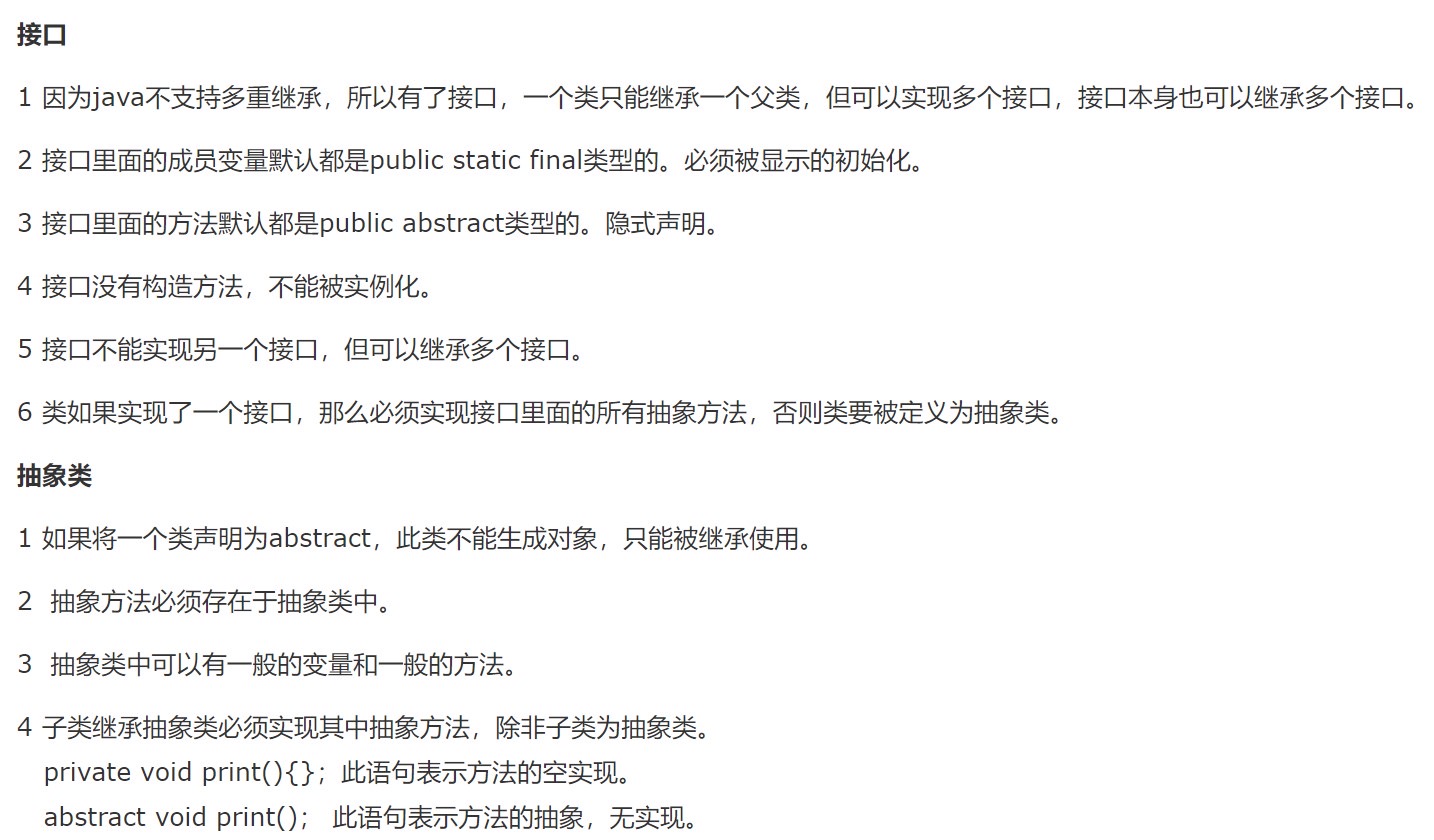 接口
1 因为java不支持多重继承，所以有了接口，一个类只能继承一个父类，但可以实现多个接口，接口本身也可以继承多个接口。
2 接口里面的成员变量默认都是public static final类型的。必须被显示的初始化。
3 接口里面的方法默认都是public abstract类型的。隐式声明。
4 接口没有构造方法，不能被实例化。
5 接口不能实现另一个接口，但可以继承多个接口。
6 类如果实现了一个接口，那么必须实现接口里面的所有抽象方法，否则类要被定义为抽象类。
抽象类
1 如果将一个类声明为abstract，此类不能生成对象，只能被继承使用。
2 抽象方法必须存在于抽象类中。
3 抽象类中可以有一般的变量和一般的方法。
4 子类继承抽象类必须实现其中抽象方法，除非子类为抽象类。
private void print(){}；此语句表示方法的空实现。
abstract void print()； 此语句表示方法的抽象，无实现。